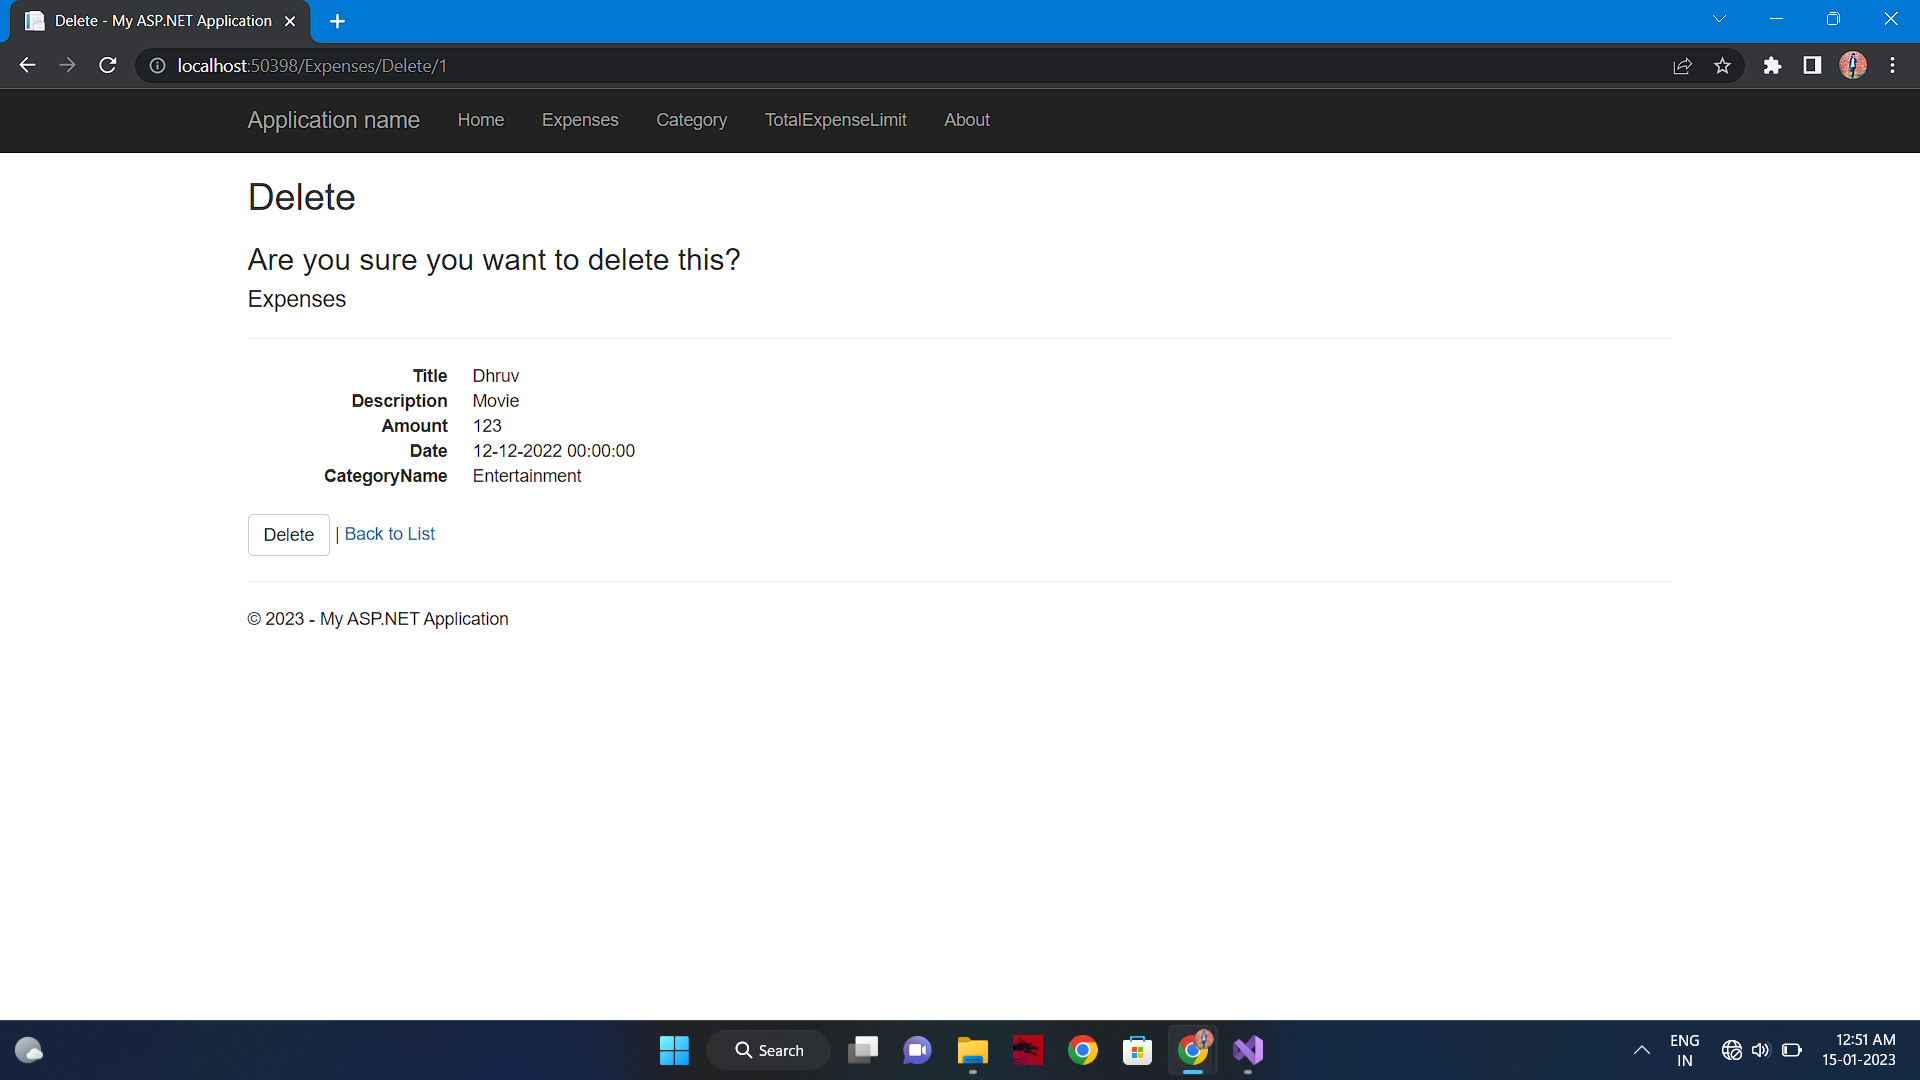 Delete - My ASP.NET Application
localhost:50398/Expenses/Delete/1
Application name Home Expenses Category TotalExpenseLimit About
Delete
Are you sure you want to delete this?
Expenses
Title Dhruv
Description Movie
Amount 123
Date 12-12-2022 00:00:00
CategoryName Entertainment
Delete | Back to List
© 2023 - My ASP.NET Application
Search
ENG
IN
12:51 AM
15-01-2023